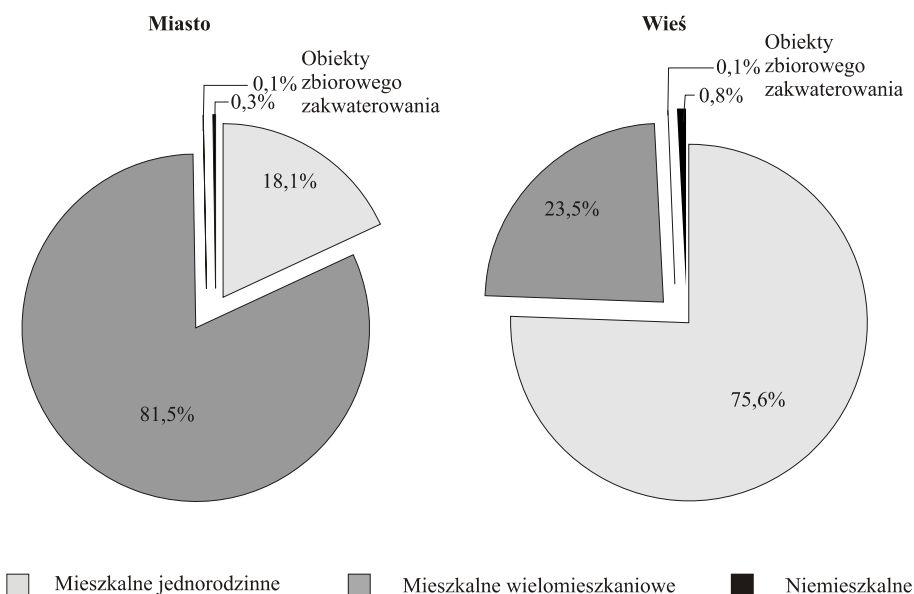 Miasto
Obiekty
zbiorowego
zakwaterowania
0,1%
0,3%
18,1%
81,5%
Wieś
Obiekty
zbiorowego
zakwaterowania
0,1%
0,8%
23,5%
75,6%
Mieszkalne jednorodzinne
Mieszkalne wielomieszkaniowe
Niemieszkalne